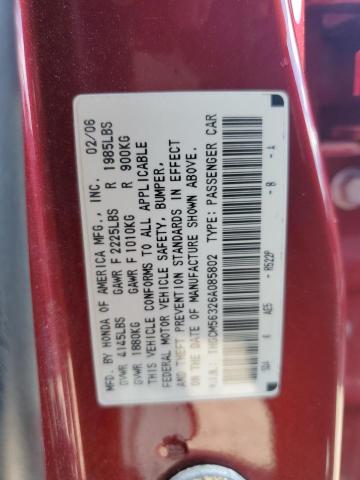 MFD. BY HONDA OF AMERICA MFG., INC. 02/06
GVWR 4145LBS GAWR F 2225LBS R 1985LBS
GVWR 1880KG GAWR F 1010KG R 900KG
THIS VEHICLE CONFORMS TO ALL APPLICABLE
FEDERAL MOTOR VEHICLE SAFETY, BUMPER,
AND THEFT PREVENTION STANDARDS IN EFFECT
ON THE DATE OF MANUFACTURE SHOWN ABOVE.
V.I.N.: 1HGCM56326A085802 TYPE: PASSENGER CAR
R522P - B - A